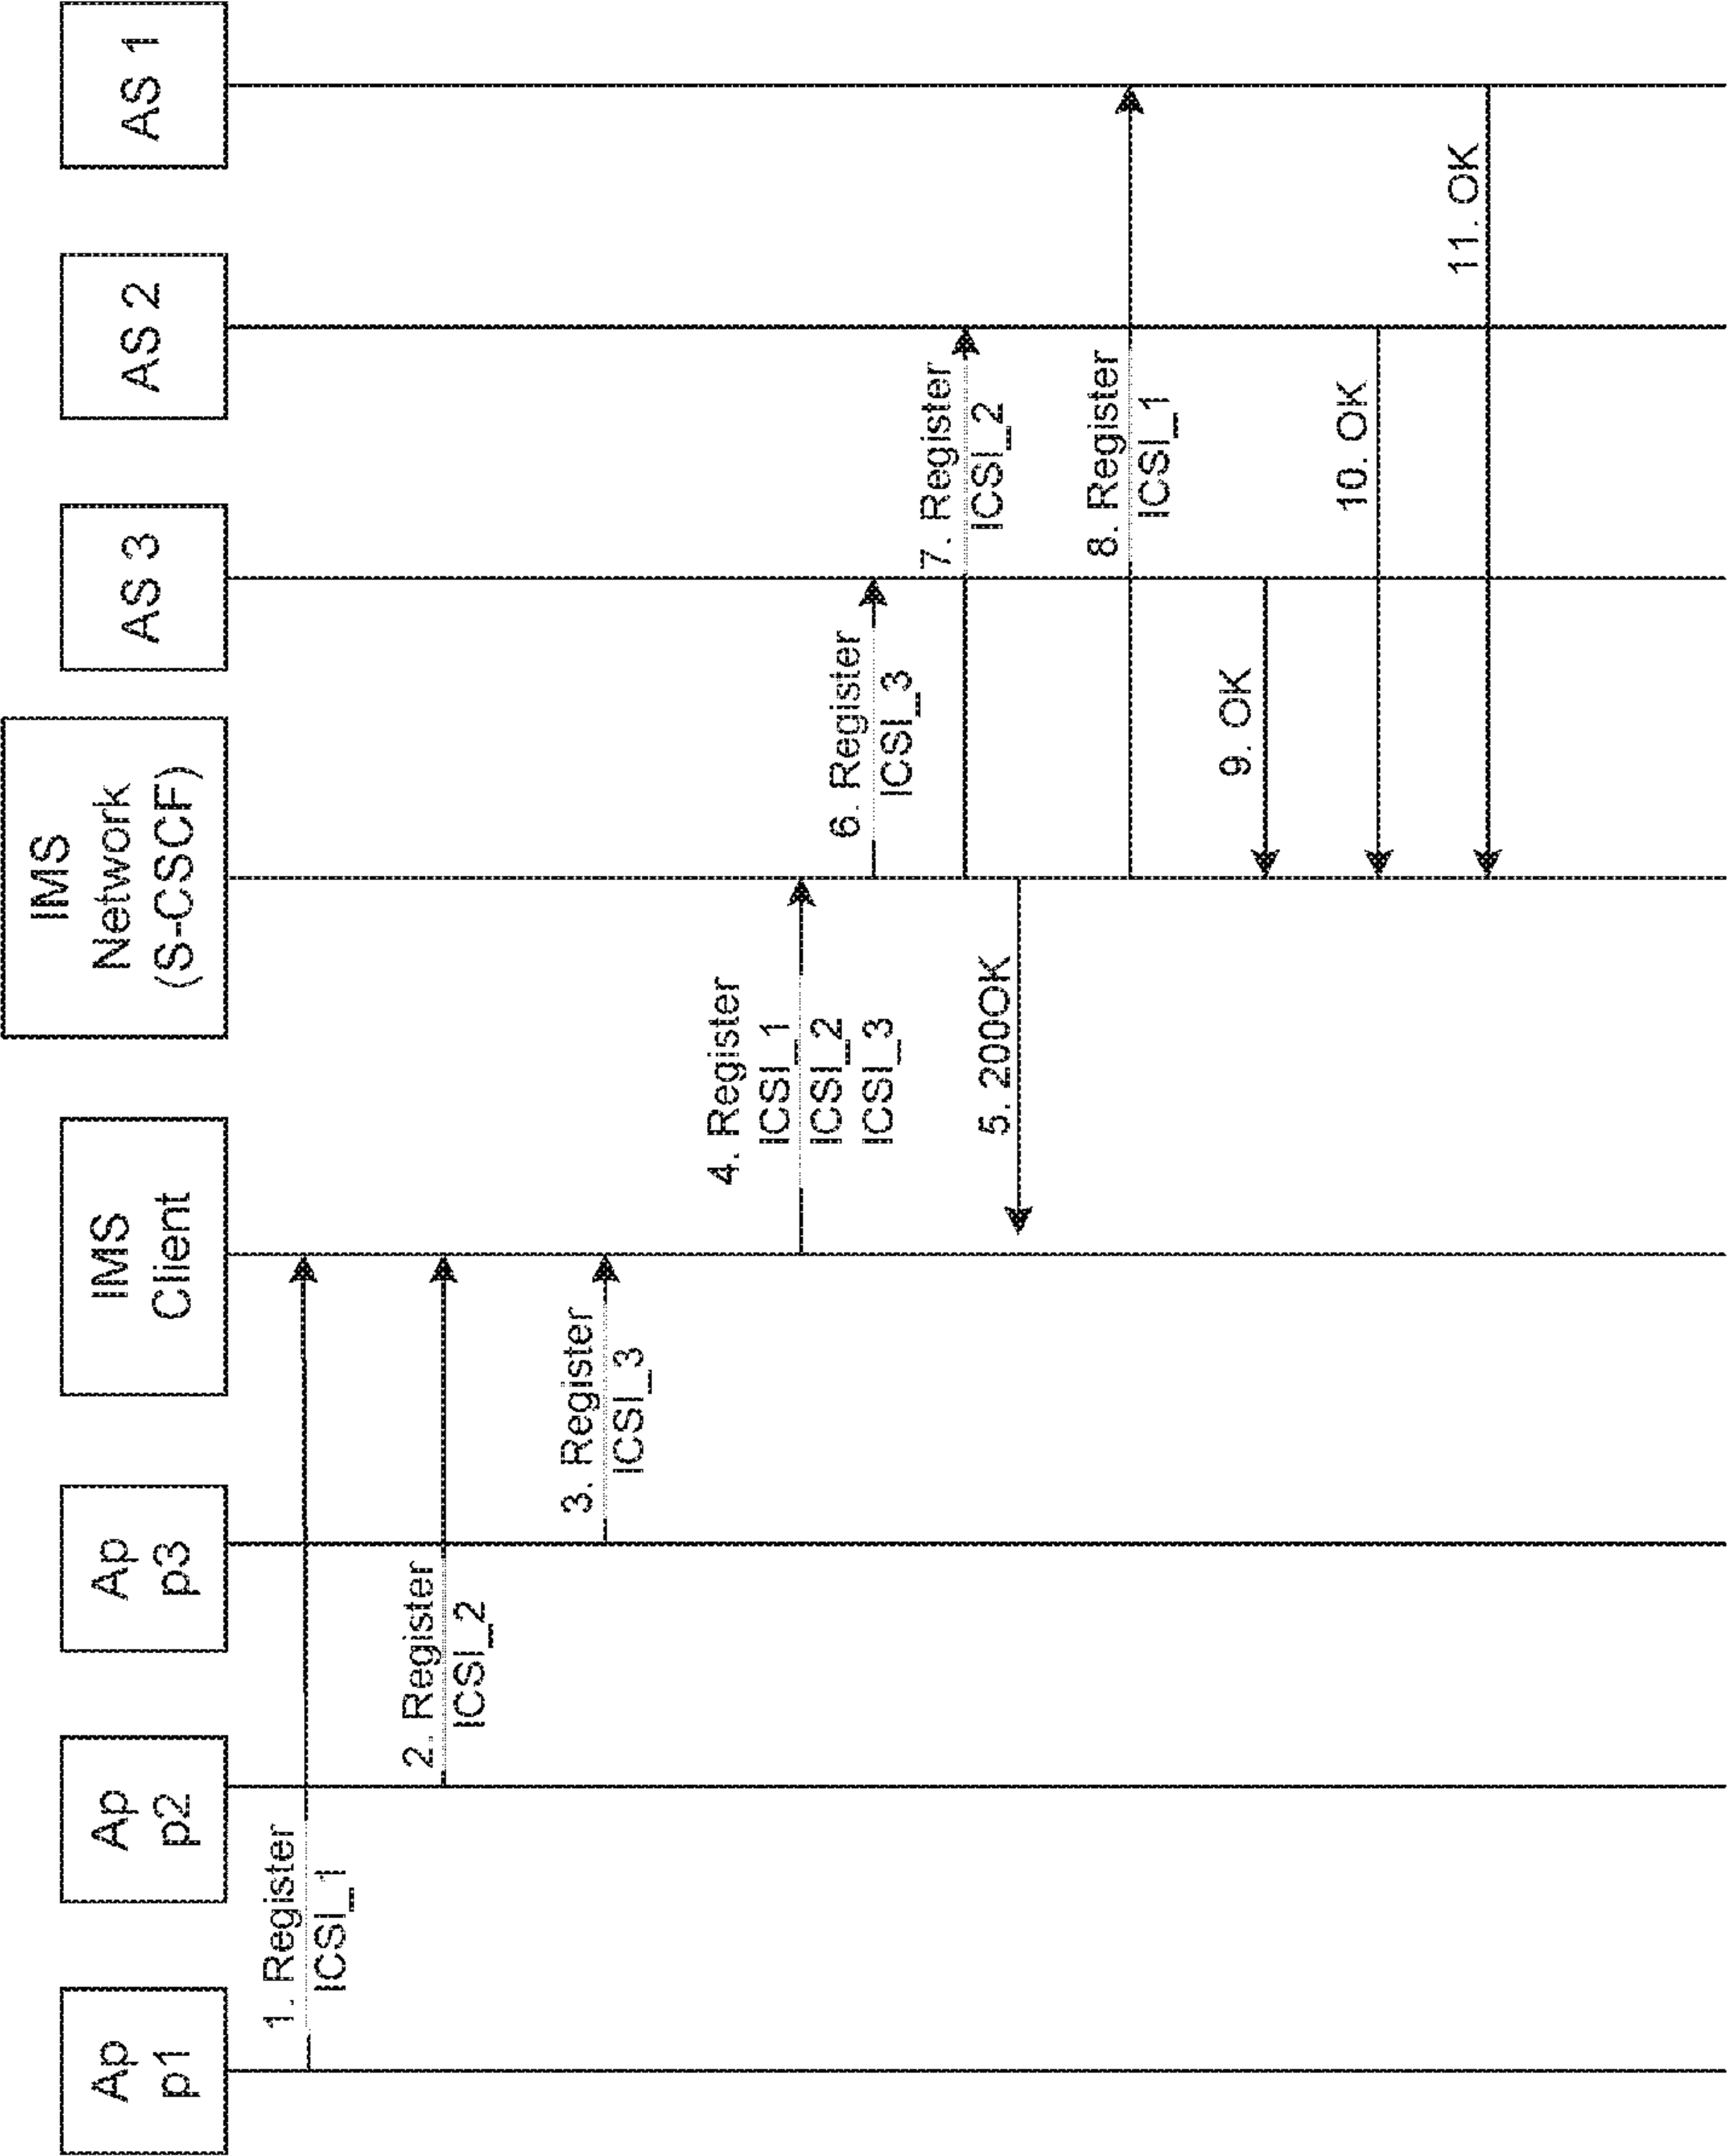 Ap
p1
Ap
p2
Ap
p3
IMS
Client
IMS
Network
(S-CSCF)
AS 3
AS 2
AS 1
1. Register
ICSI_1
2. Register
ICSI_2
3. Register
ICSI_3
4. Register
ICSI_1
ICSI_2
ICSI_3
5. 200OK
6. Register
ICSI_3
7. Register
ICSI_2
8. Register
ICSI_1
9. OK
10. OK
11. OK